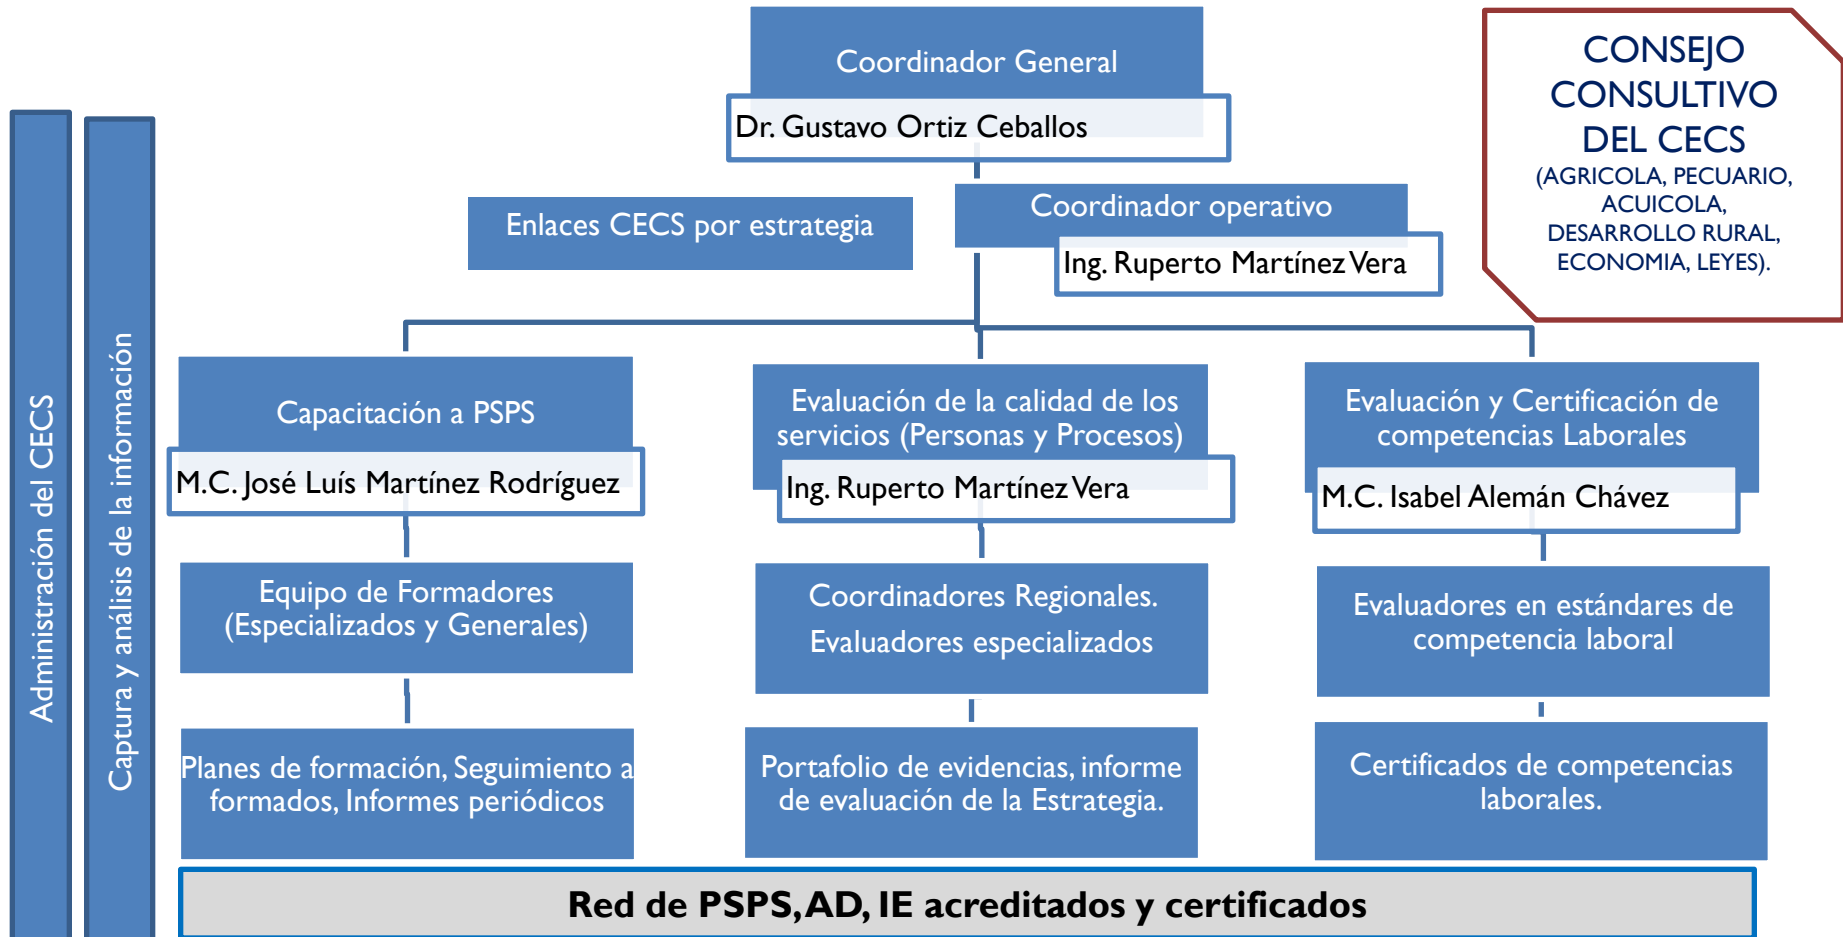 Coordinador General
Dr. Gustavo Ortiz Ceballos
CONSEJO
CONSULTIVO
DEL CECS
(AGRICOLA, PECUARIO,
ACUICOLA,
DESARROLLO RURAL,
ECONOMIA, LEYES).
Enlaces CECS por estrategia
Coordinador operativo
Ing. Ruperto Martínez Vera
Administración del CECS
Captura y análisis de la información
Capacitación a PSPS
M.C. José Luís Martínez Rodríguez
Evaluación de la calidad de los
servicios (Personas y Procesos)
Ing. Ruperto Martínez Vera
Evaluación y Certificación de
competencias Laborales
M.C. Isabel Alemán Chávez
Equipo de Formadores
(Especializados y Generales)
Coordinadores Regionales.
Evaluadores especializados
Evaluadores en estándares de
competencia laboral
Planes de formación, Seguimiento a
formados, Informes periódicos
Portafolio de evidencias, informe
de evaluación de la Estrategia.
Certificados de competencias
laborales.
Red de PSPS, AD, IE acreditados y certificados